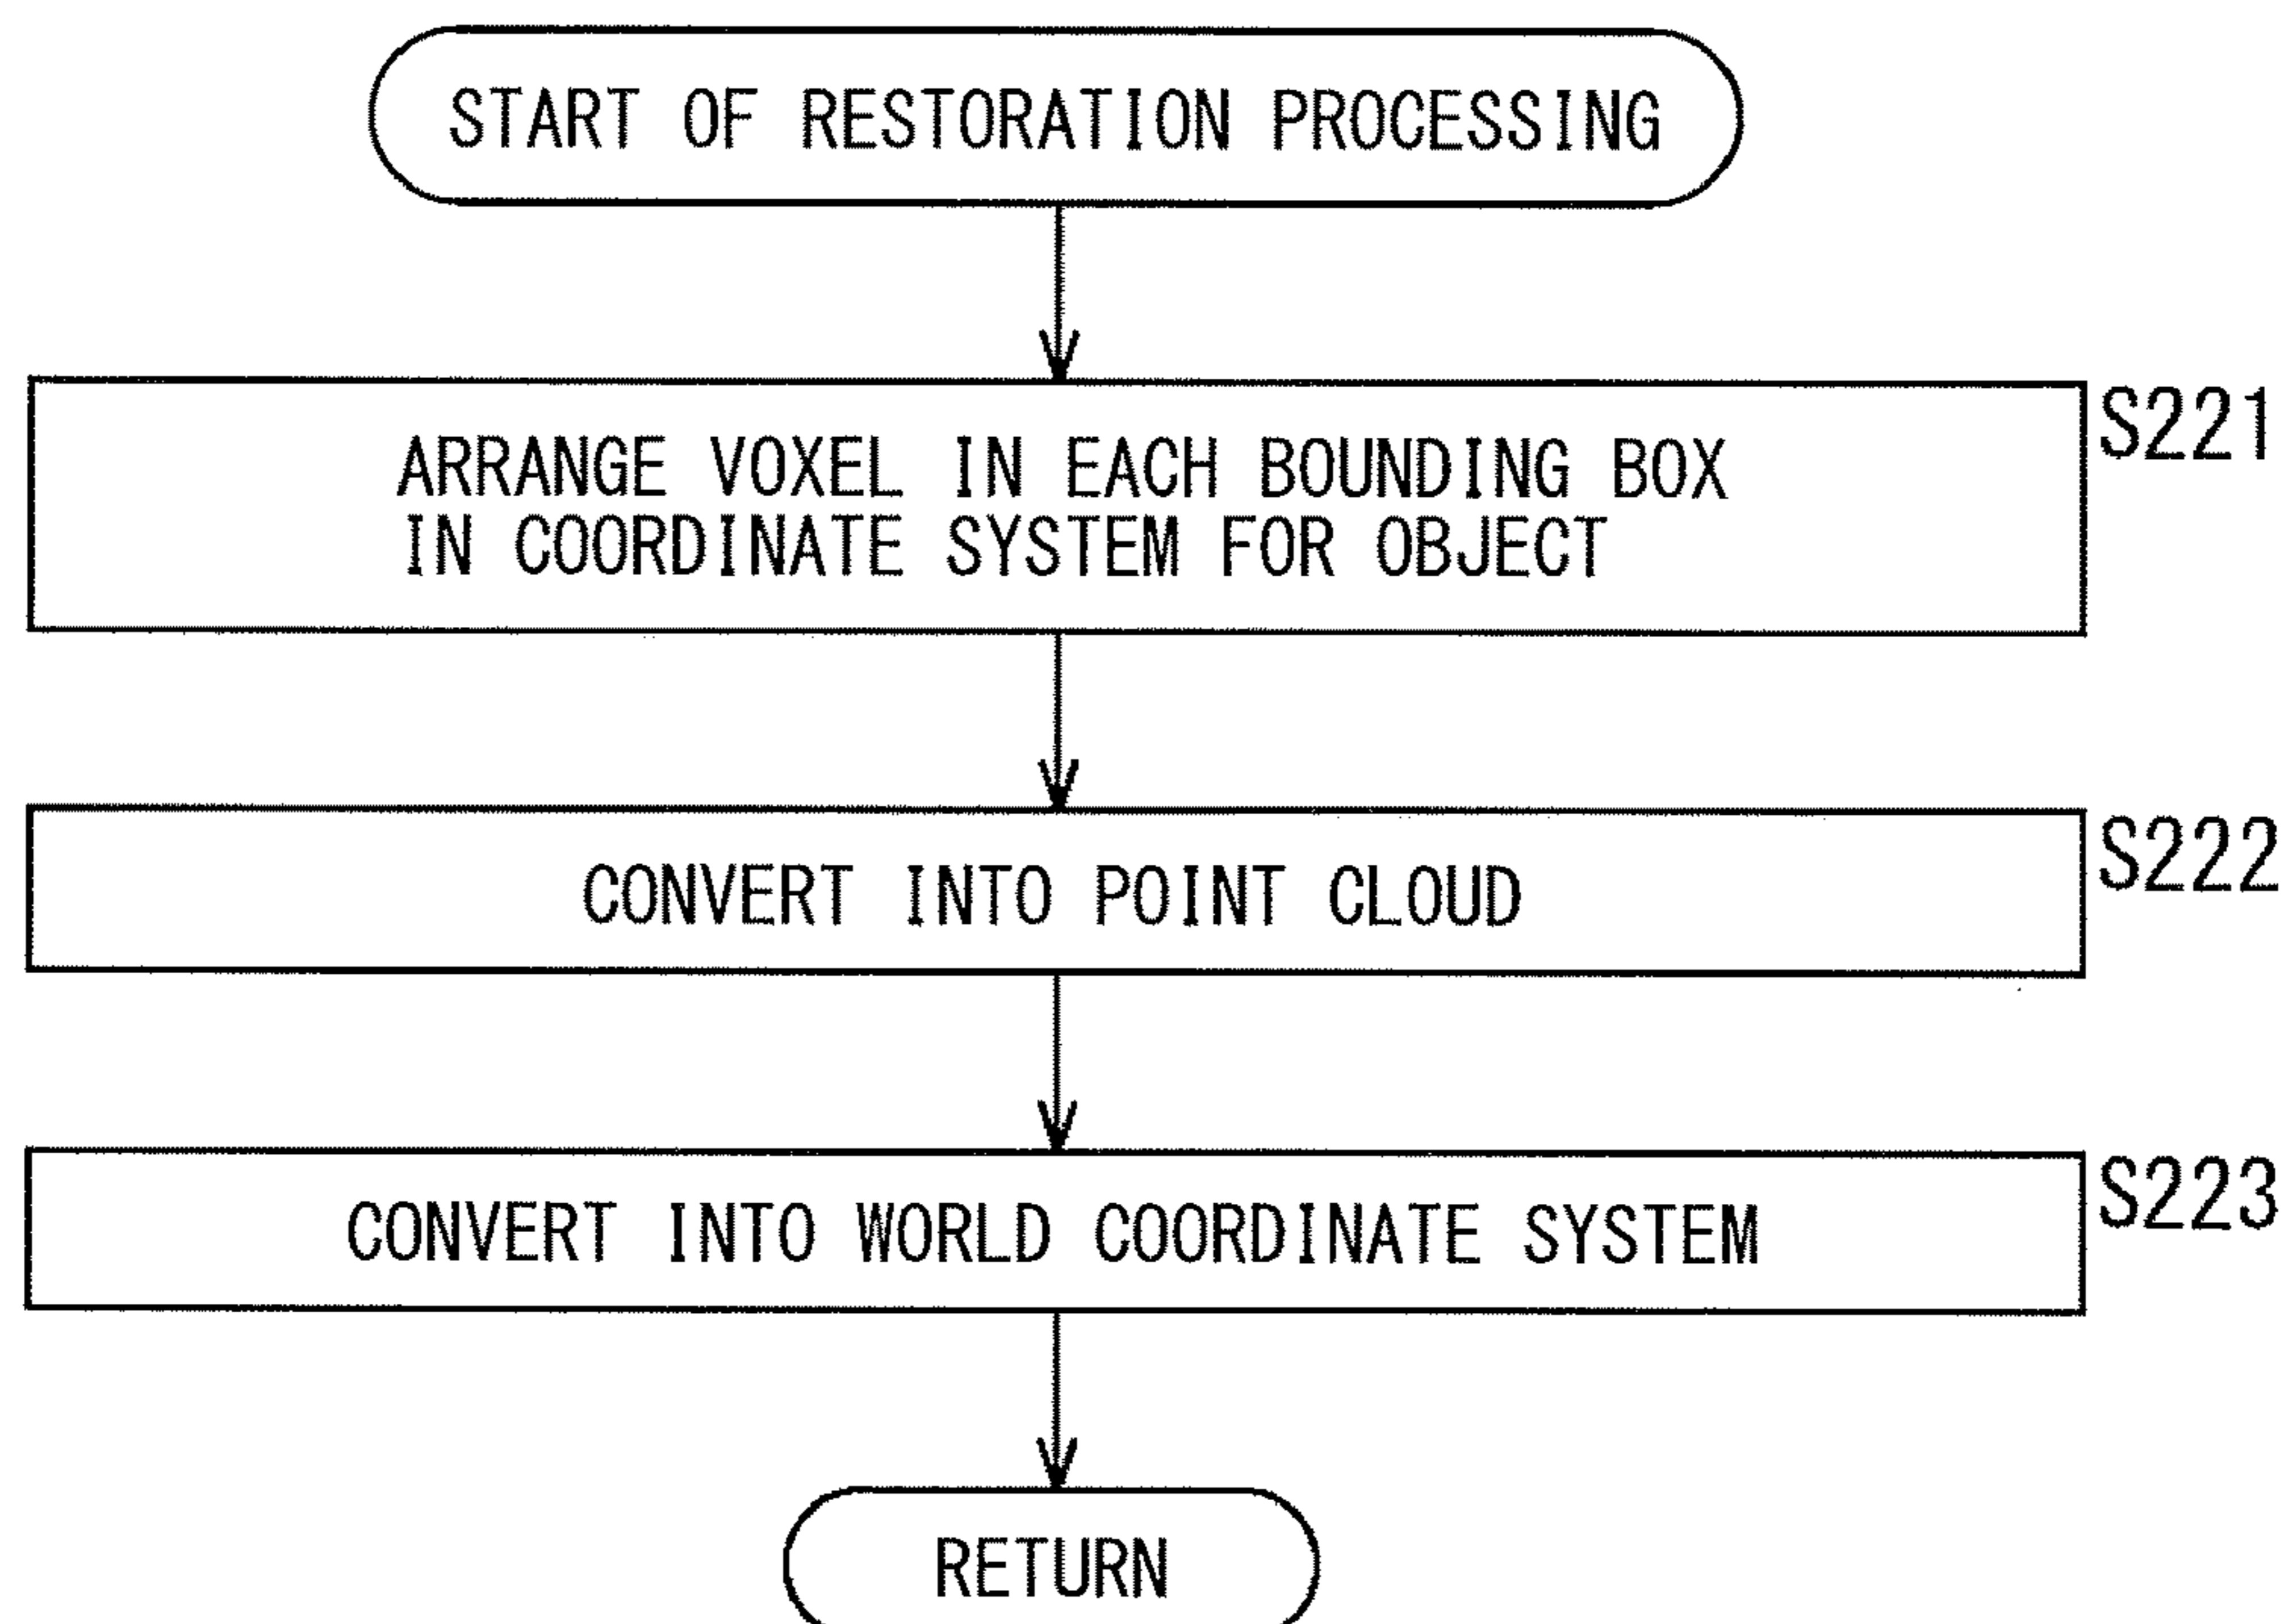 START OF RESTORATION PROCESSING
S221
ARRANGE VOXEL IN EACH BOUNDING BOX
IN COORDINATE SYSTEM FOR OBJECT
S222
CONVERT INTO POINT CLOUD
S223
CONVERT INTO WORLD COORDINATE SYSTEM
RETURN